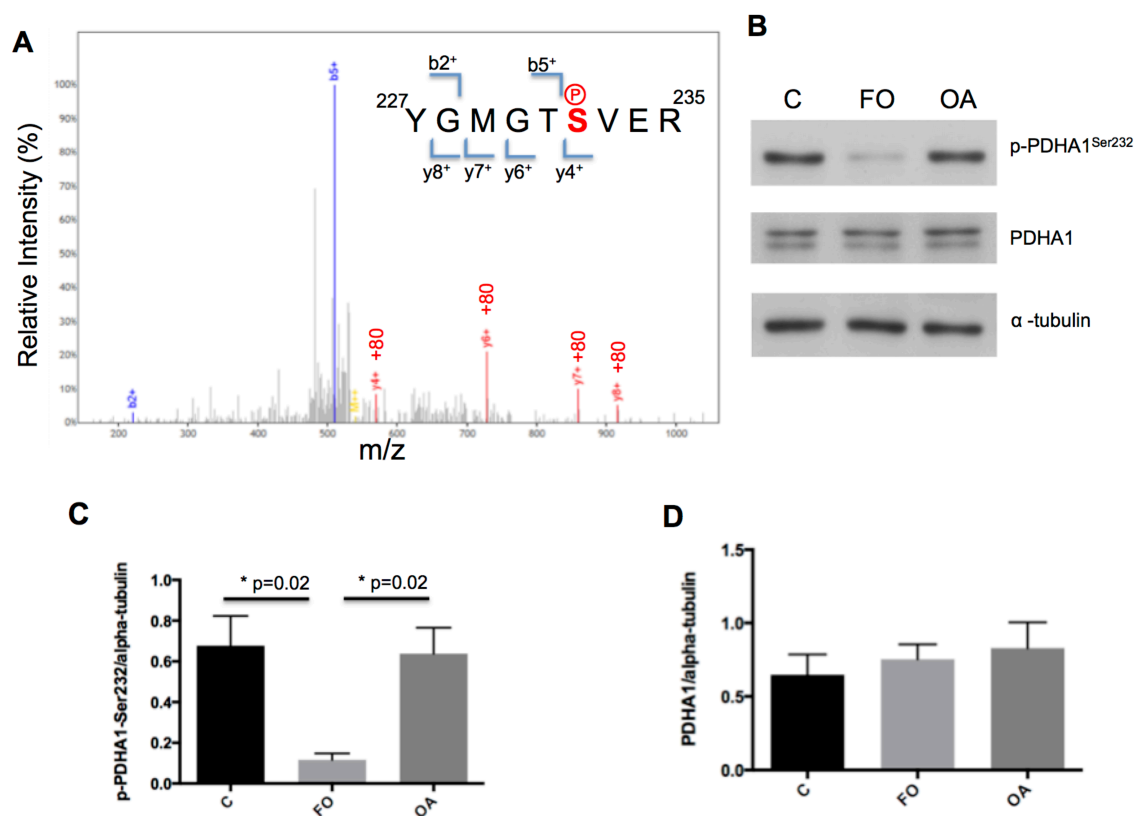 A
Relative Intensity (%)
100%
90%
80%
70%
60%
50%
40%
30%
20%
10%
0%
b2+
b5+
M++
y4+ +80
y6+ +80
y7+ +80
y8+ +80
200 300 400 500 600 700 800 900 1000
m/z
b2+ b5+
P
227 YGMGTSVER 235
y8+ y7+ y6+ y4+
B
C FO OA
p-PDHA1Ser232
PDHA1
α -tubulin
C
p-PDHA1-Ser232/alpha-tubulin
1.0
0.8
0.6
0.4
0.2
0.0
* p=0.02 * p=0.02
C FO OA
D
PDHA1/alpha-tubulin
1.5
1.0
0.5
0.0
C FO OA